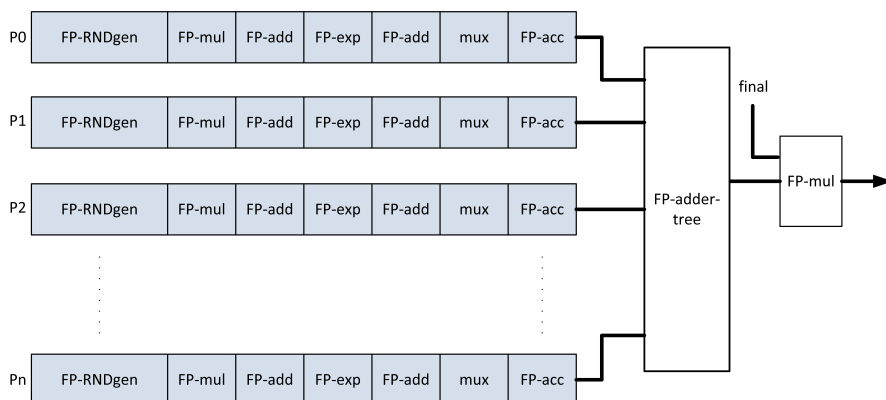 P0 FP-RNDgen FP-mul FP-add FP-exp FP-add mux FP-acc
final
P1 FP-RNDgen FP-mul FP-add FP-exp FP-add mux FP-acc
FP-mul
P2 FP-RNDgen FP-mul FP-add FP-exp FP-add mux FP-acc
FP-adder-
tree
Pn FP-RNDgen FP-mul FP-add FP-exp FP-add mux FP-acc